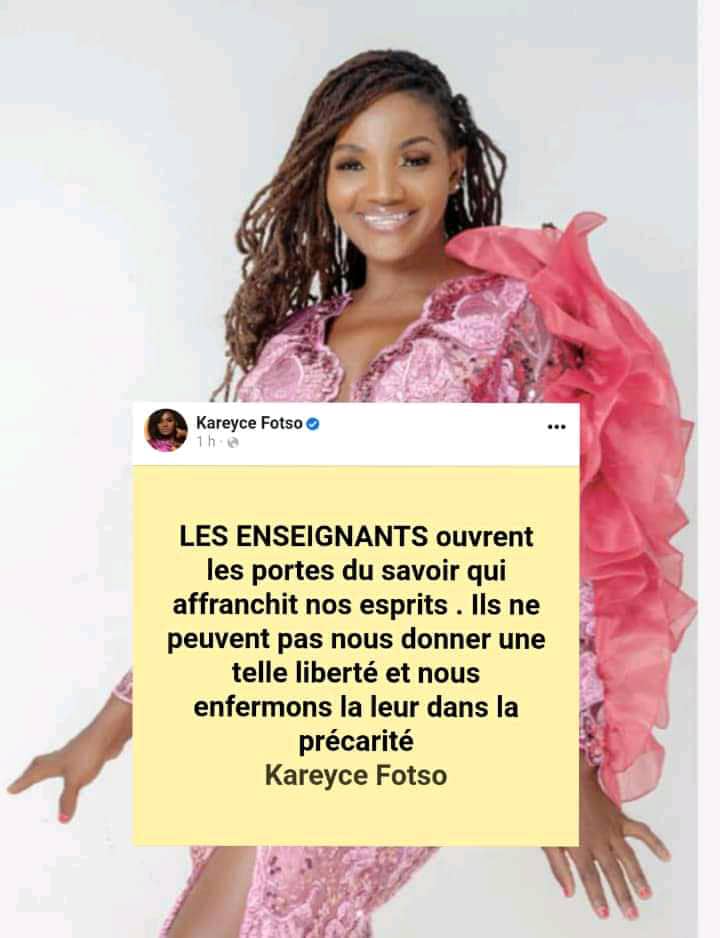 Kareyce Fotso
1 h ·
LES ENSEIGNANTS ouvrent
les portes du savoir qui
affranchit nos esprits . Ils ne
peuvent pas nous donner une
telle liberté et nous
enfermons la leur dans la
précarité
Kareyce Fotso